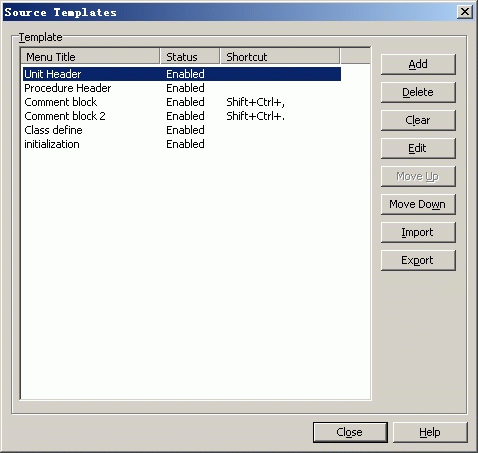 Source Templates
Template
Menu Title Status Shortcut
Unit Header Enabled
Procedure Header Enabled
Comment block Enabled Shift+Ctrl+,
Comment block 2 Enabled Shift+Ctrl+.
Class define Enabled
initialization Enabled
Add
Delete
Clear
Edit
Move Up
Move Down
Import
Export
Close Help